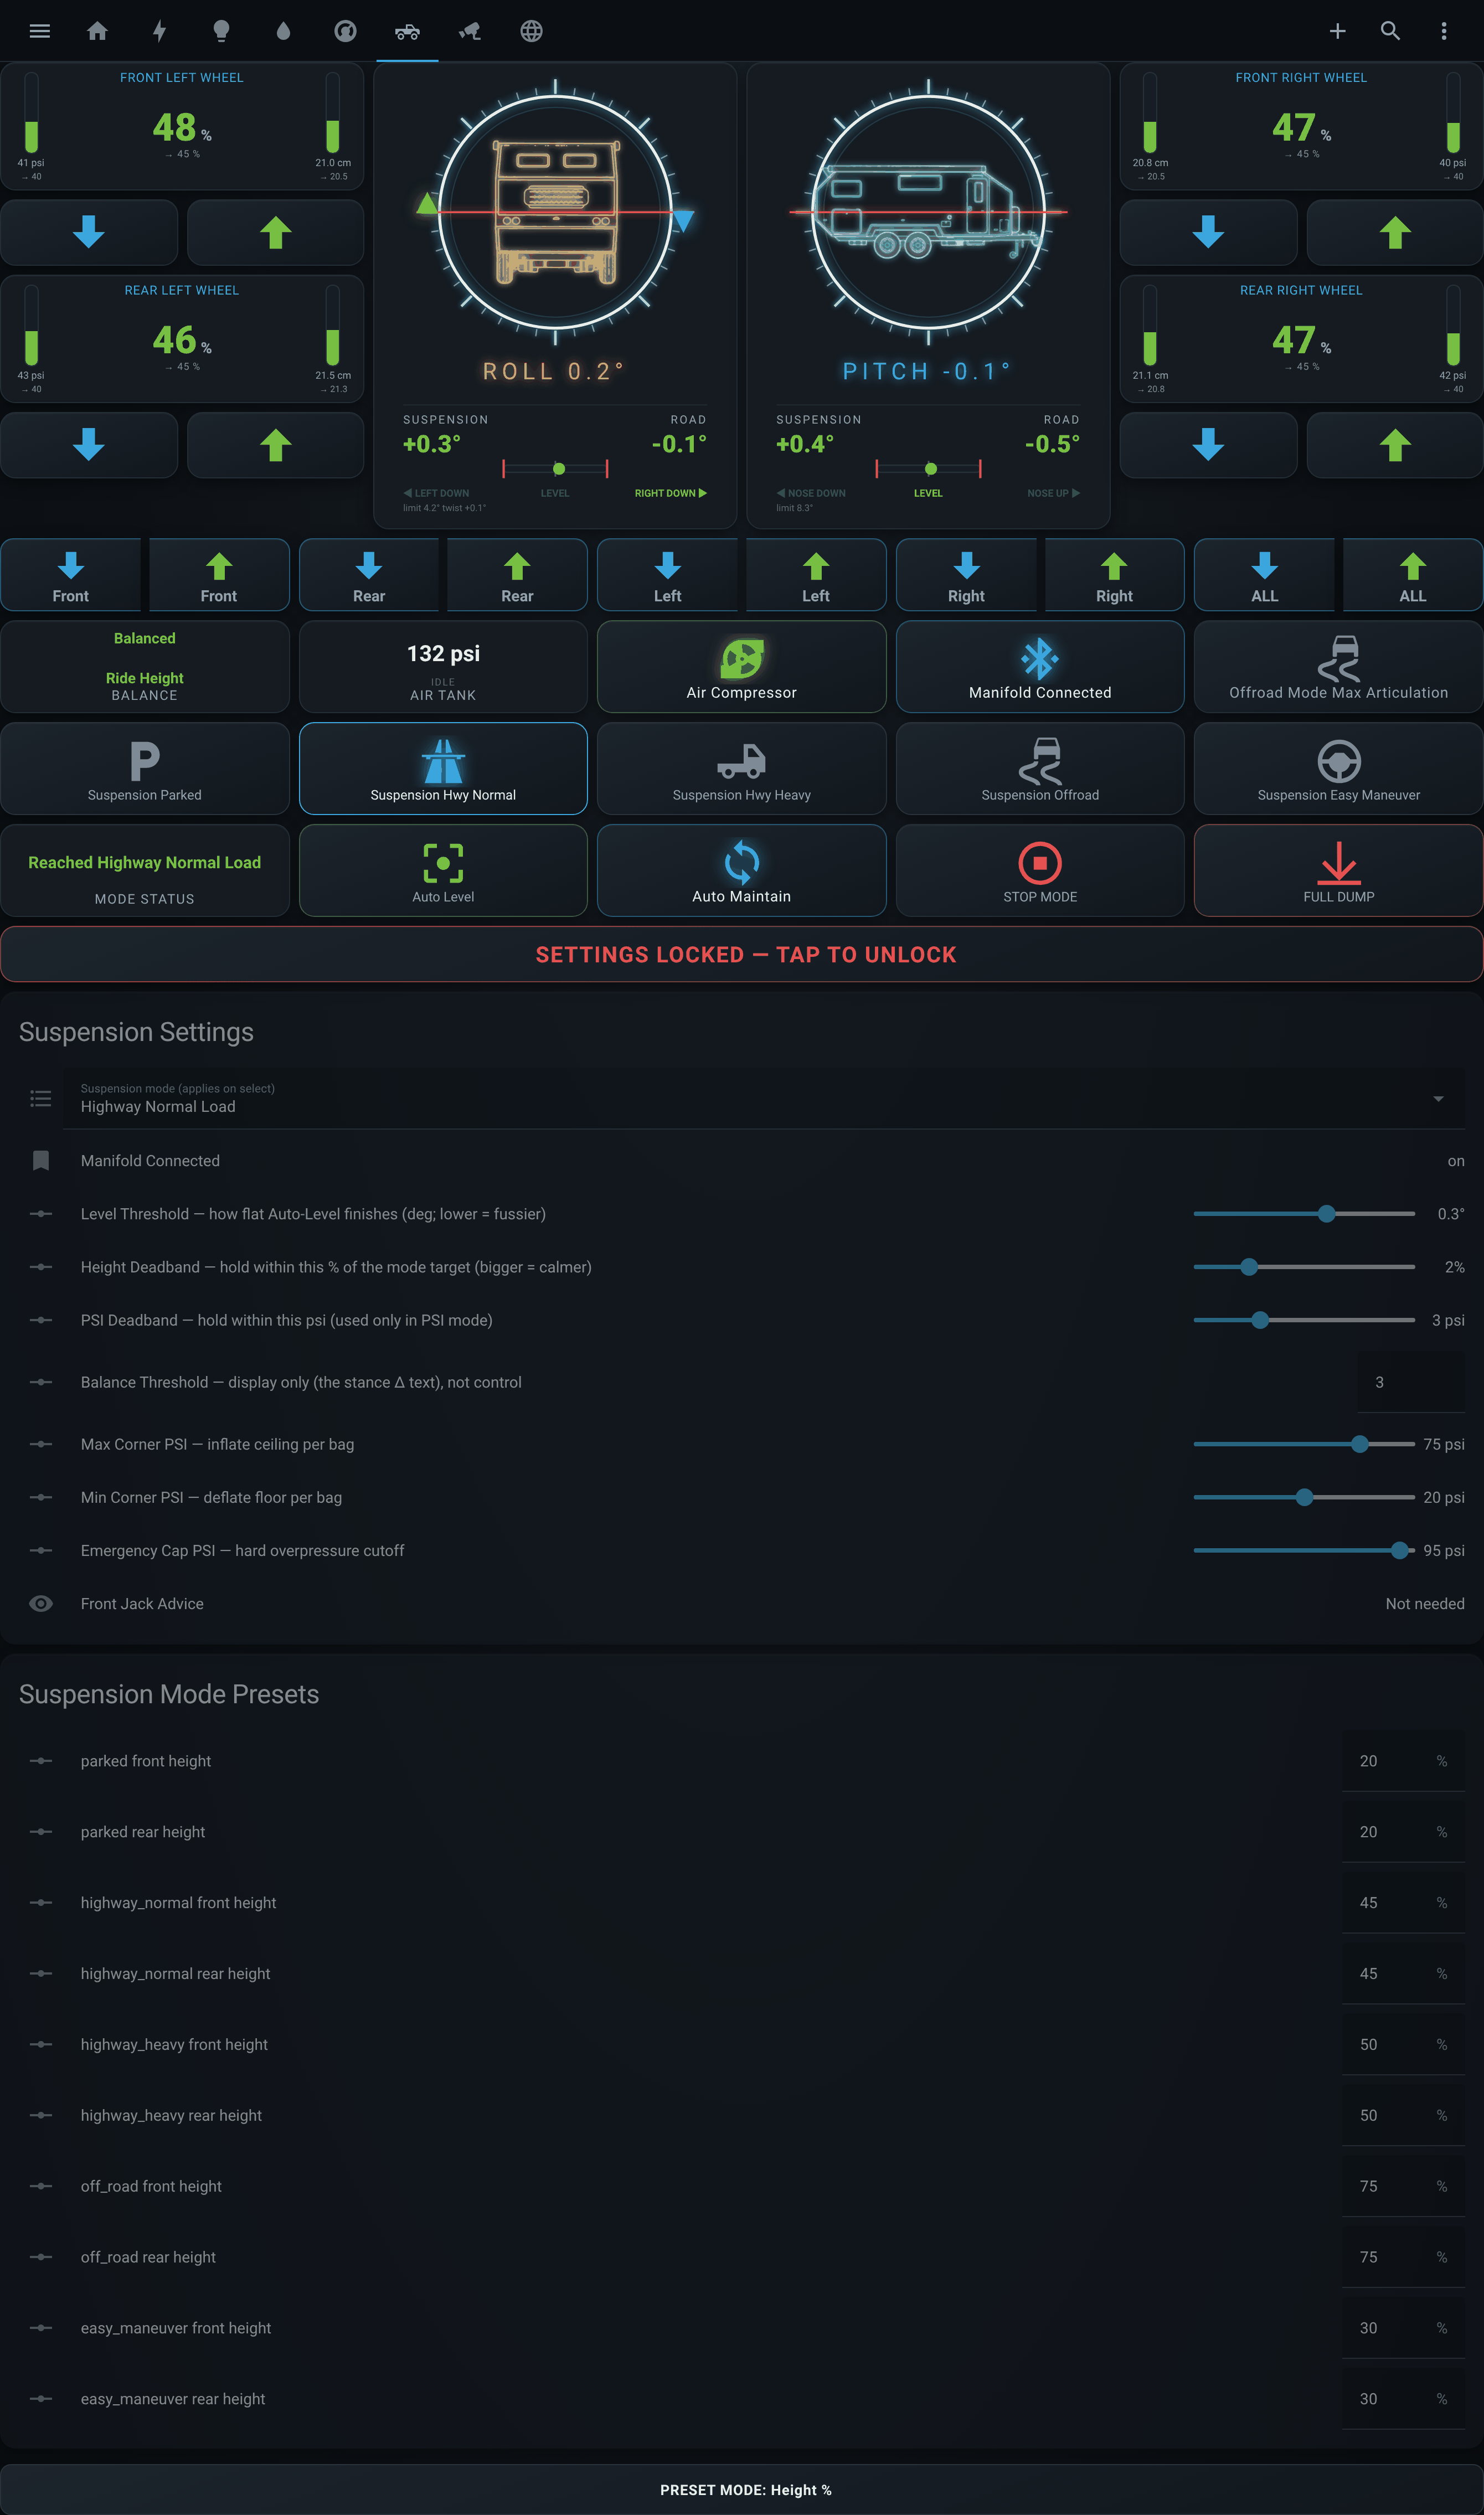 FRONT LEFT WHEEL
48 %
→ 45 %
41 psi
→ 40
21.0 cm
→ 20.5
REAR LEFT WHEEL
46 %
→ 45 %
43 psi
→ 40
21.5 cm
→ 21.3
ROLL 0.2°
SUSPENSION
ROAD
+0.3°
-0.1°
◀ LEFT DOWN
LEVEL
RIGHT DOWN ▶
limit 4.2° twist +0.1°
PITCH -0.1°
SUSPENSION
ROAD
+0.4°
-0.5°
◀ NOSE DOWN
LEVEL
NOSE UP ▶
limit 8.3°
FRONT RIGHT WHEEL
47 %
→ 45 %
20.8 cm
→ 20.5
40 psi
→ 40
REAR RIGHT WHEEL
47 %
→ 45 %
21.1 cm
→ 20.8
42 psi
→ 40
Front
Front
Rear
Rear
Left
Left
Right
Right
ALL
ALL
Balanced
Ride Height
BALANCE
132 psi
IDLE
AIR TANK
Air Compressor
Manifold Connected
Offroad Mode Max Articulation
P
Suspension Parked
Suspension Hwy Normal
Suspension Hwy Heavy
Suspension Offroad
Suspension Easy Maneuver
Reached Highway Normal Load
MODE STATUS
Auto Level
Auto Maintain
STOP MODE
FULL DUMP
SETTINGS LOCKED — TAP TO UNLOCK
Suspension Settings
Suspension mode (applies on select)
Highway Normal Load
Manifold Connected
on
Level Threshold — how flat Auto-Level finishes (deg; lower = fussier)
0.3°
Height Deadband — hold within this % of the mode target (bigger = calmer)
2%
PSI Deadband — hold within this psi (used only in PSI mode)
3 psi
Balance Threshold — display only (the stance Δ text), not control
3
Max Corner PSI — inflate ceiling per bag
75 psi
Min Corner PSI — deflate floor per bag
20 psi
Emergency Cap PSI — hard overpressure cutoff
95 psi
Front Jack Advice
Not needed
Suspension Mode Presets
parked front height
20 %
parked rear height
20 %
highway_normal front height
45 %
highway_normal rear height
45 %
highway_heavy front height
50 %
highway_heavy rear height
50 %
off_road front height
75 %
off_road rear height
75 %
easy_maneuver front height
30 %
easy_maneuver rear height
30 %
PRESET MODE: Height %